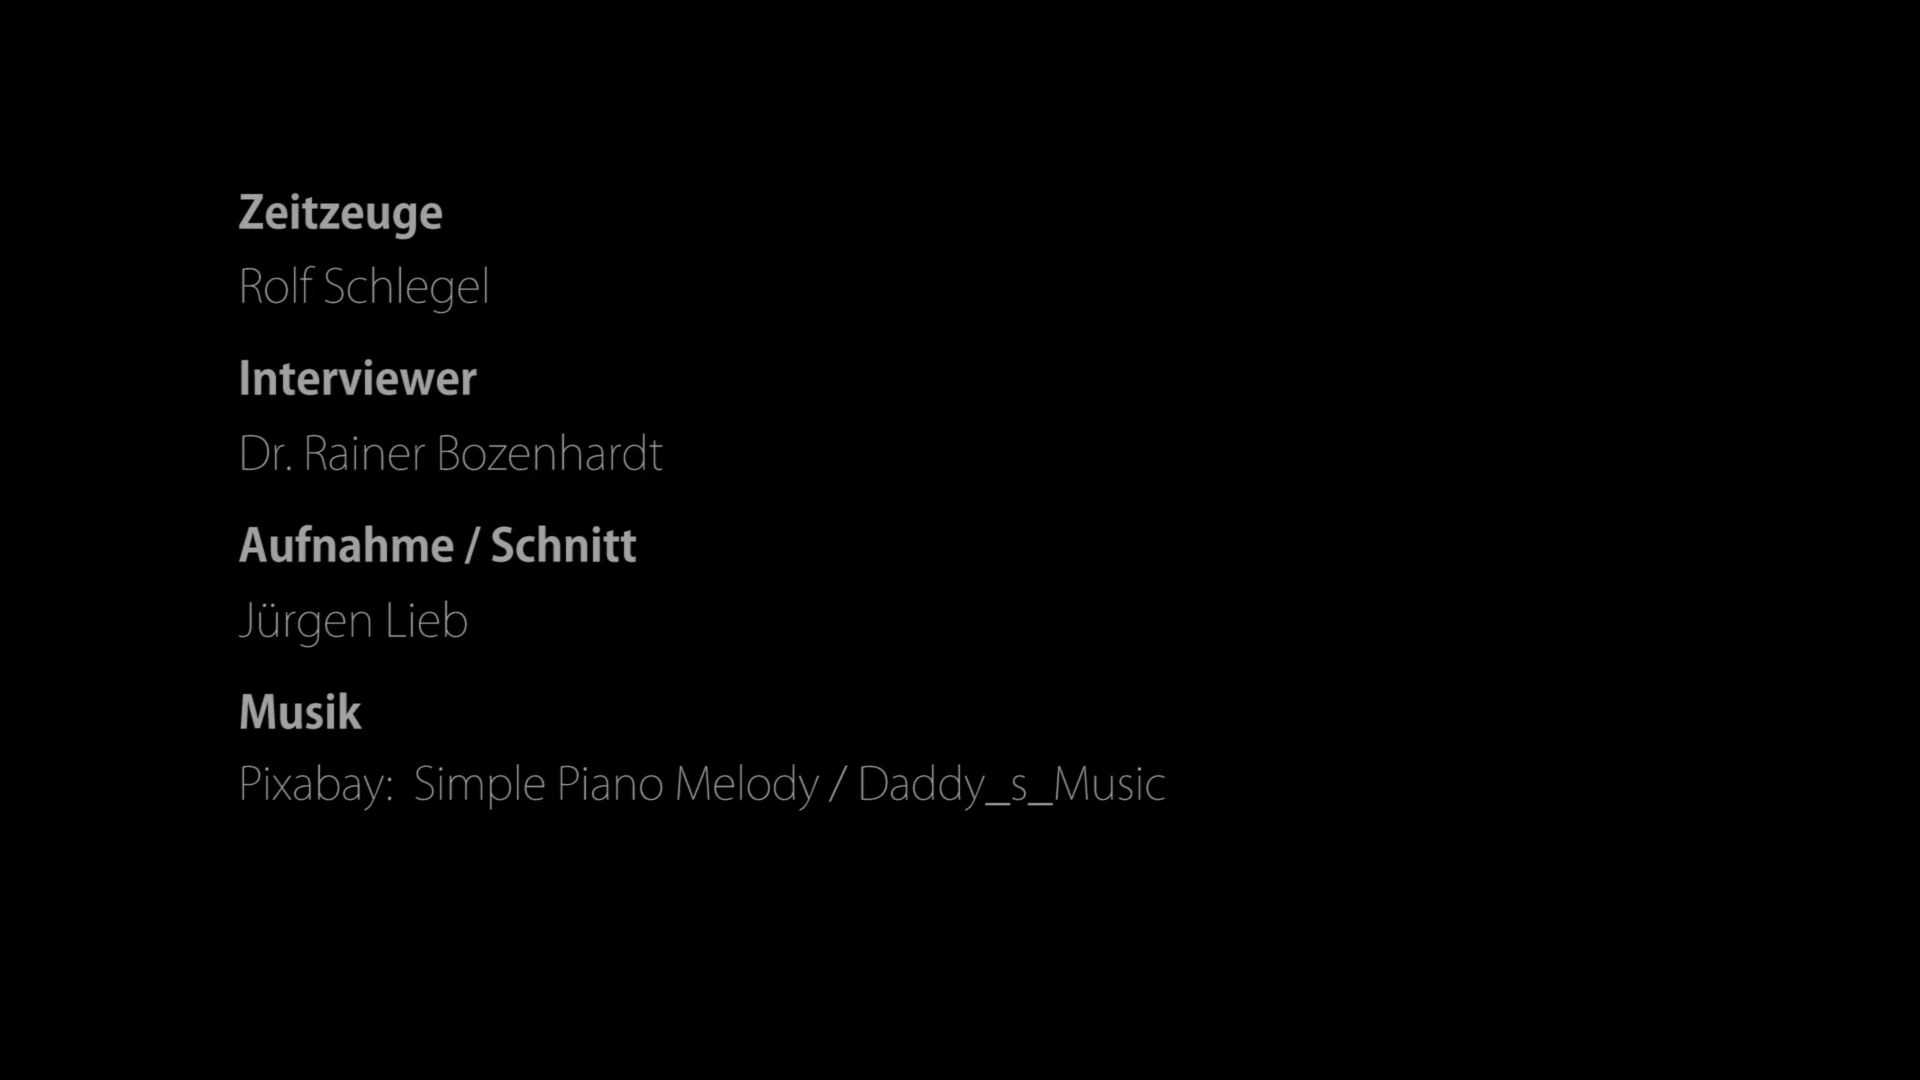 Zeitzeuge
Rolf Schlegel
Interviewer
Dr. Rainer Bozenhardt
Aufnahme / Schnitt
Jürgen Lieb
Musik
Pixabay:  Simple Piano Melody / Daddy_s_Music